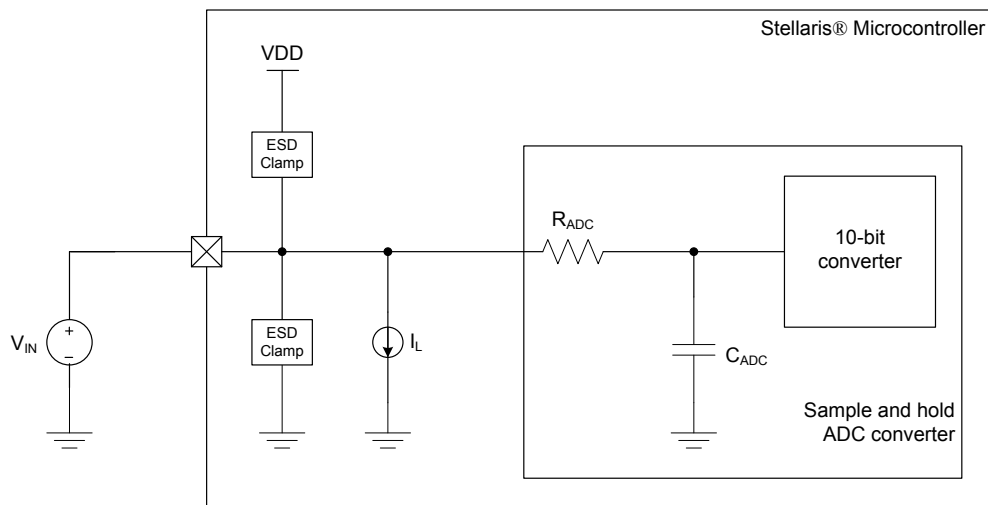 Stellaris® Microcontroller
VDD
ESD
Clamp
R_ADC
10-bit
converter
V_IN
+
–
ESD
Clamp
I_L
C_ADC
Sample and hold
ADC converter